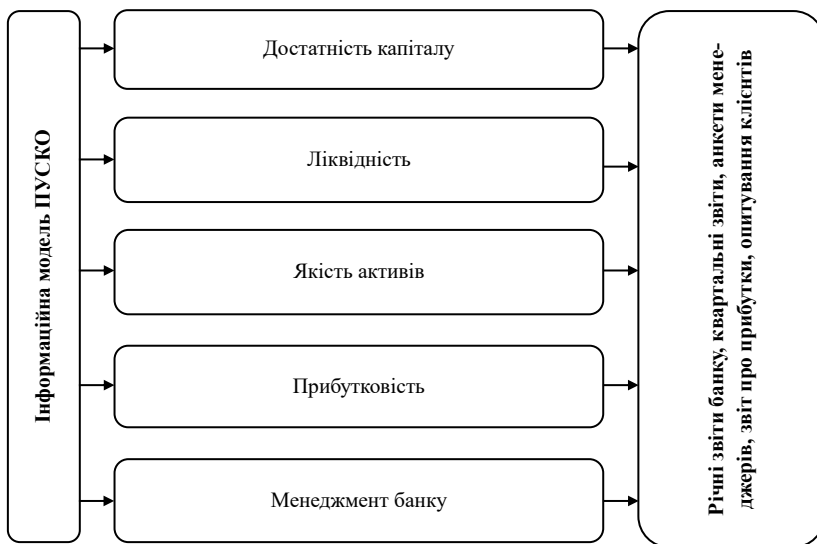 Інформаційна модель ПУСКО
Достатність капіталу
Ліквідність
Якість активів
Прибутковість
Менеджмент банку
Річні звіти банку, квартальні звіти, анкети мене-
джерів, звіт про прибутки, опитування клієнтів